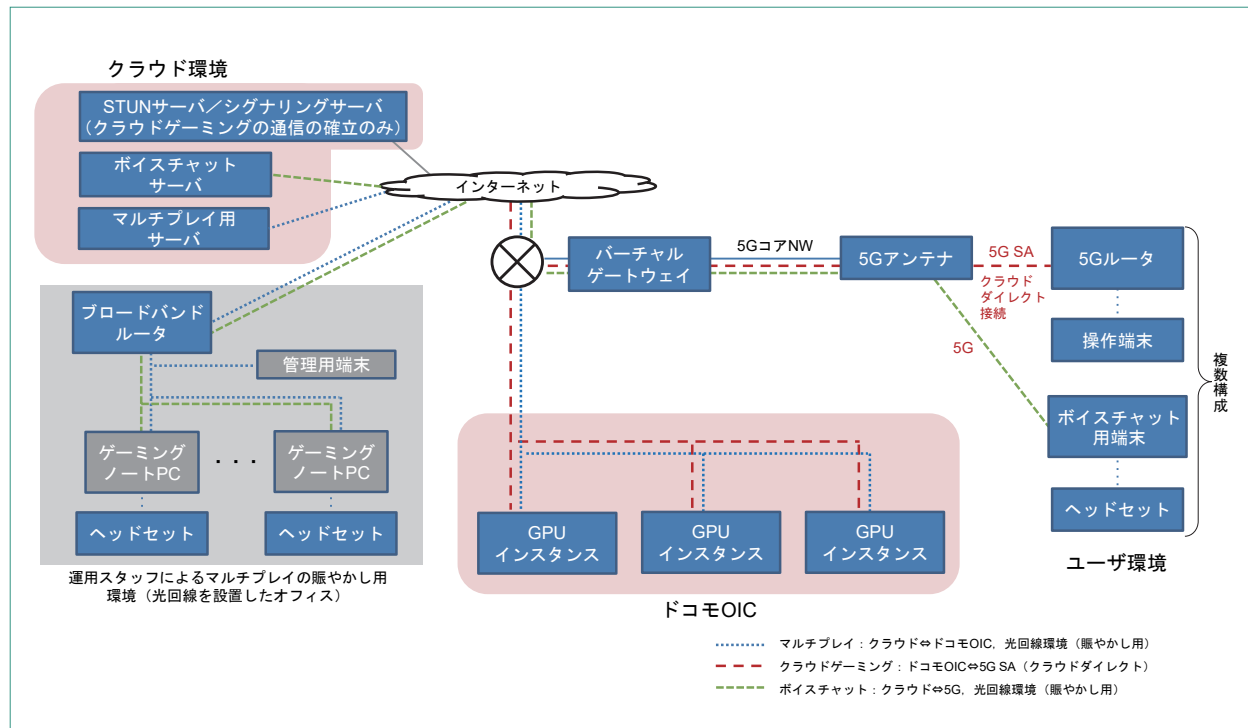 クラウド環境
STUNサーバ／シグナリングサーバ
（クラウドゲーミングの通信の確立のみ）
ボイスチャット
サーバ
マルチプレイ用
サーバ
インターネット
バーチャル
ゲートウェイ
5GコアNW
5Gアンテナ
5G SA
クラウド
ダイレクト
接続
5G
5Gルータ
操作端末
ボイスチャット
用端末
ヘッドセット
複数構成
ユーザ環境
ブロードバンド
ルータ
管理用端末
ゲーミング
ノートPC
・・・
ゲーミング
ノートPC
ヘッドセット
ヘッドセット
運用スタッフによるマルチプレイの賑やかし用
環境（光回線を設置したオフィス）
GPU
インスタンス
GPU
インスタンス
GPU
インスタンス
ドコモOIC
マルチプレイ：クラウド⇔ドコモOIC，光回線環境（賑やかし用）
クラウドゲーミング：ドコモOIC⇔5G SA（クラウドダイレクト）
ボイスチャット：クラウド⇔5G，光回線環境（賑やかし用）